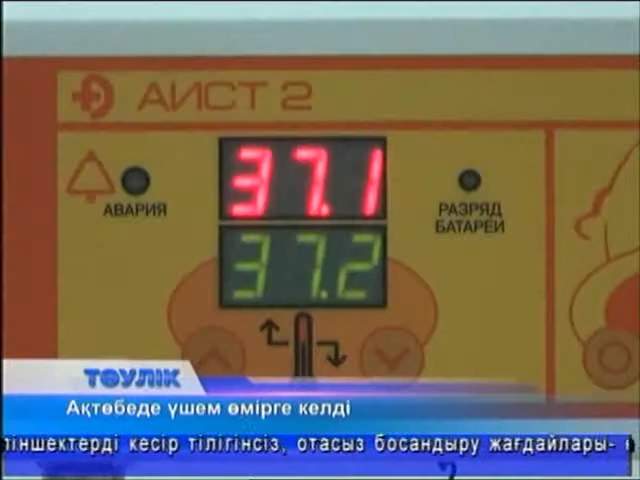 АИСТ 2
37.1
АВАРИЯ
РАЗРЯД
БАТАРЕИ
37.2
ТӘУЛІК
Ақтөбеде үшем өмірге келді
ліншектерді кесір тілігінсіз, отасыз босандыру жағдайлары-